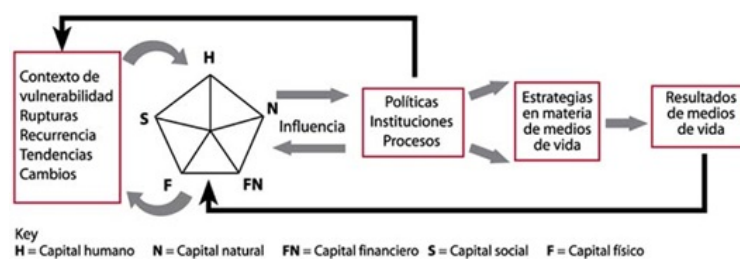 Contexto de
vulnerabilidad
Rupturas
Recurrencia
Tendencias
Cambios
H
S
N
F
FN
Influencia
Políticas
Instituciones
Procesos
Estrategias
en materia
de medios
de vida
Resultados
de medios
de vida
Key
H = Capital humano N = Capital natural FN = Capital financiero S = Capital social F = Capital físico